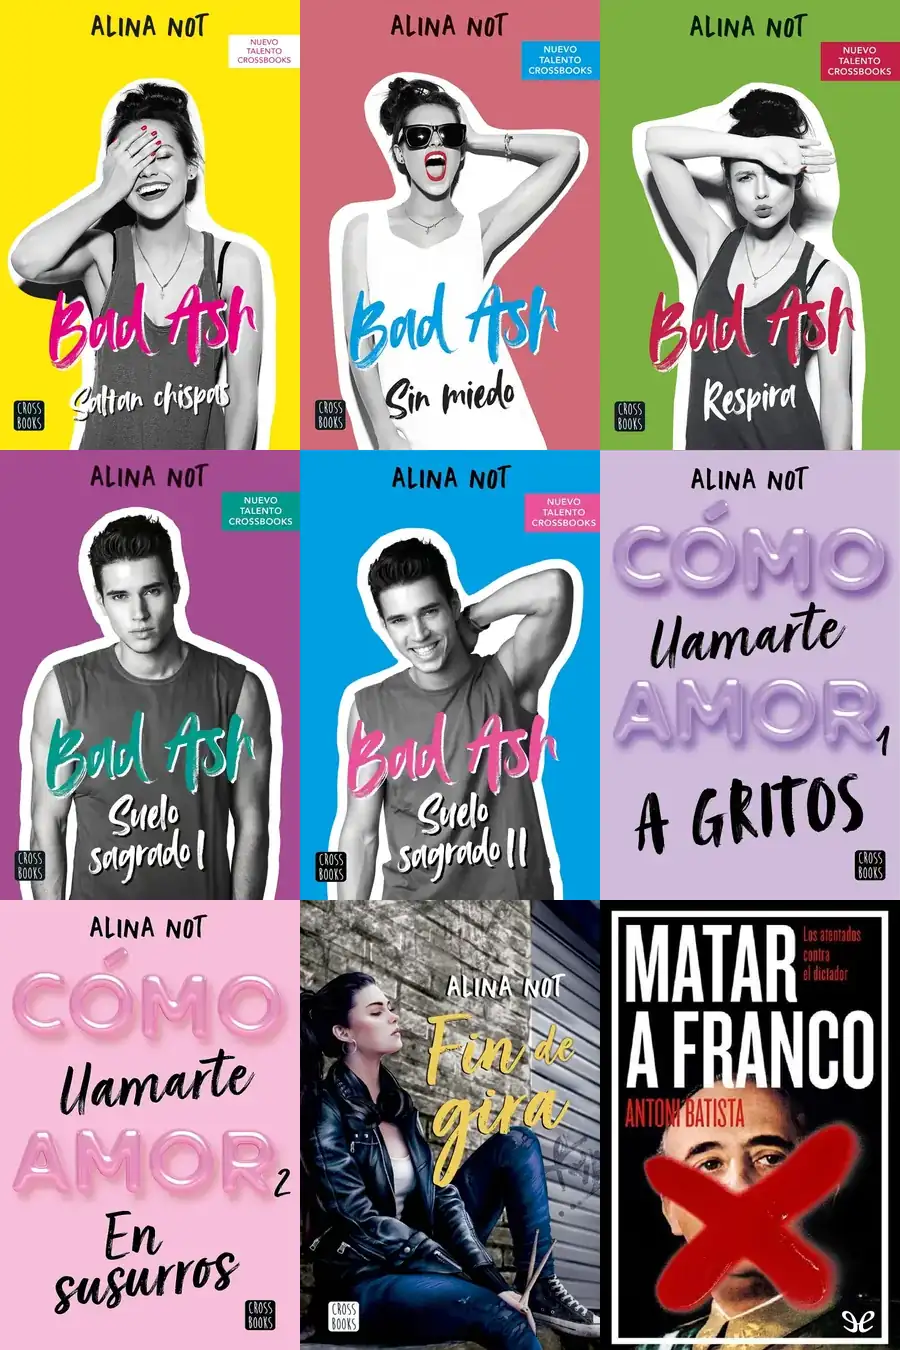 ALINA NOT
NUEVO
TALENTO
CROSSBOOKS
Bad Ash
Saltan chispas
CROSS
BOOKS
ALINA NOT
NUEVO
TALENTO
CROSSBOOKS
Bad Ash
Sin miedo
CROSS
BOOKS
ALINA NOT
NUEVO
TALENTO
CROSSBOOKS
Bad Ash
Respira
CROSS
BOOKS
ALINA NOT
NUEVO
TALENTO
CROSSBOOKS
Bad Ash
Suelo
sagrado I
CROSS
BOOKS
ALINA NOT
NUEVO
TALENTO
CROSSBOOKS
Bad Ash
Suelo
sagrado II
CROSS
BOOKS
ALINA NOT
CÓMO
llamarte
AMOR 1
A GRITOS
CROSS
BOOKS
ALINA NOT
CÓMO
llamarte
AMOR 2
En
susurros
CROSS
BOOKS
ALINA NOT
Fin de
gira
CROSS
BOOKS
MATAR
Los atentados
contra
el dictador
A FRANCO
ANTONI BATISTA